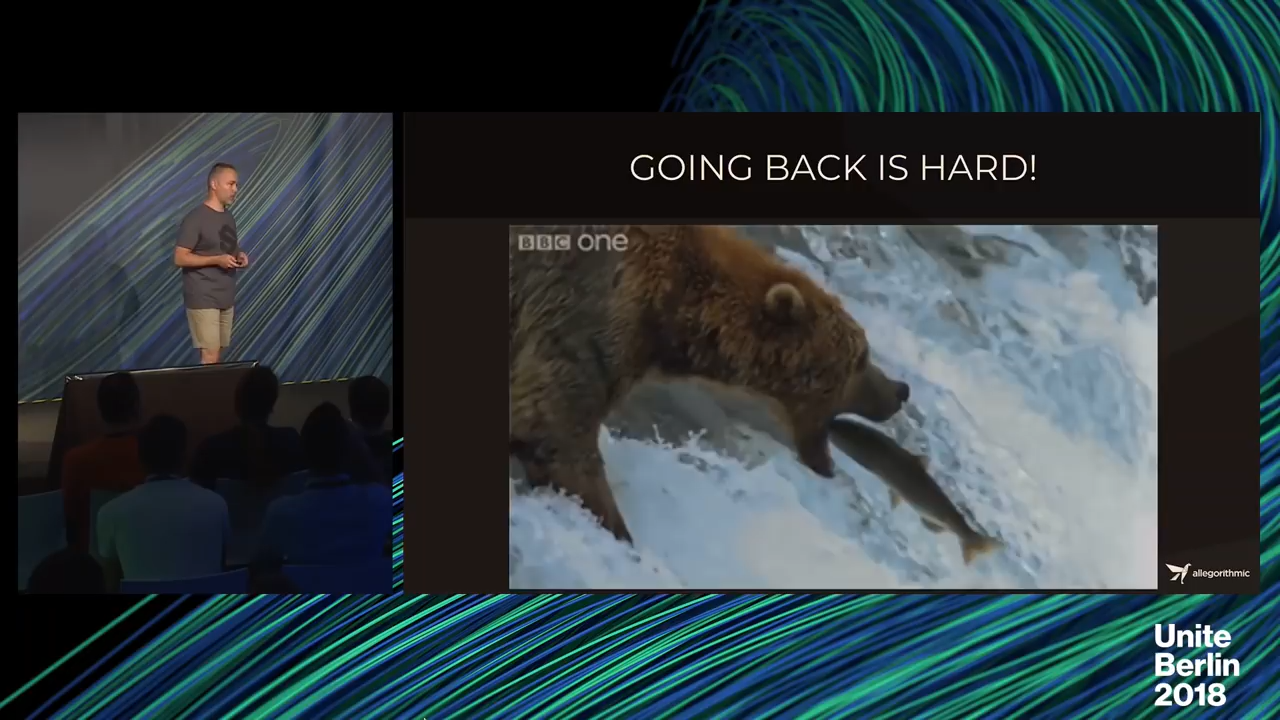 GOING BACK IS HARD!
BBC one
allegorithmic
Unite
Berlin
2018